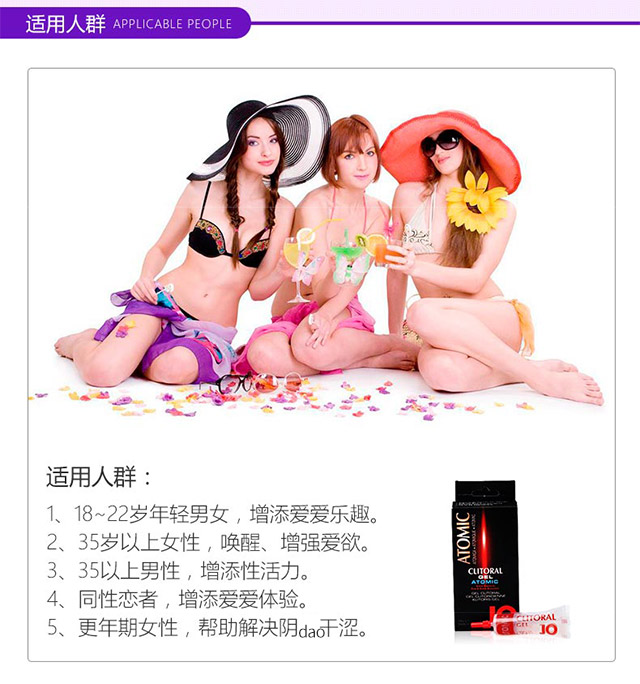 适用人群 APPLICABLE PEOPLE
适用人群：
1、18~22岁年轻男女，增添爱爱乐趣。
2、35岁以上女性，唤醒、增强爱欲。
3、35以上男性，增添性活力。
4、同性恋者，增添爱爱体验。
5、更年期女性，帮助解决阴dao干涩。
ATOMIC
CLITORAL
GEL
ATOMIC
JO
CLITORAL
GEL
JO